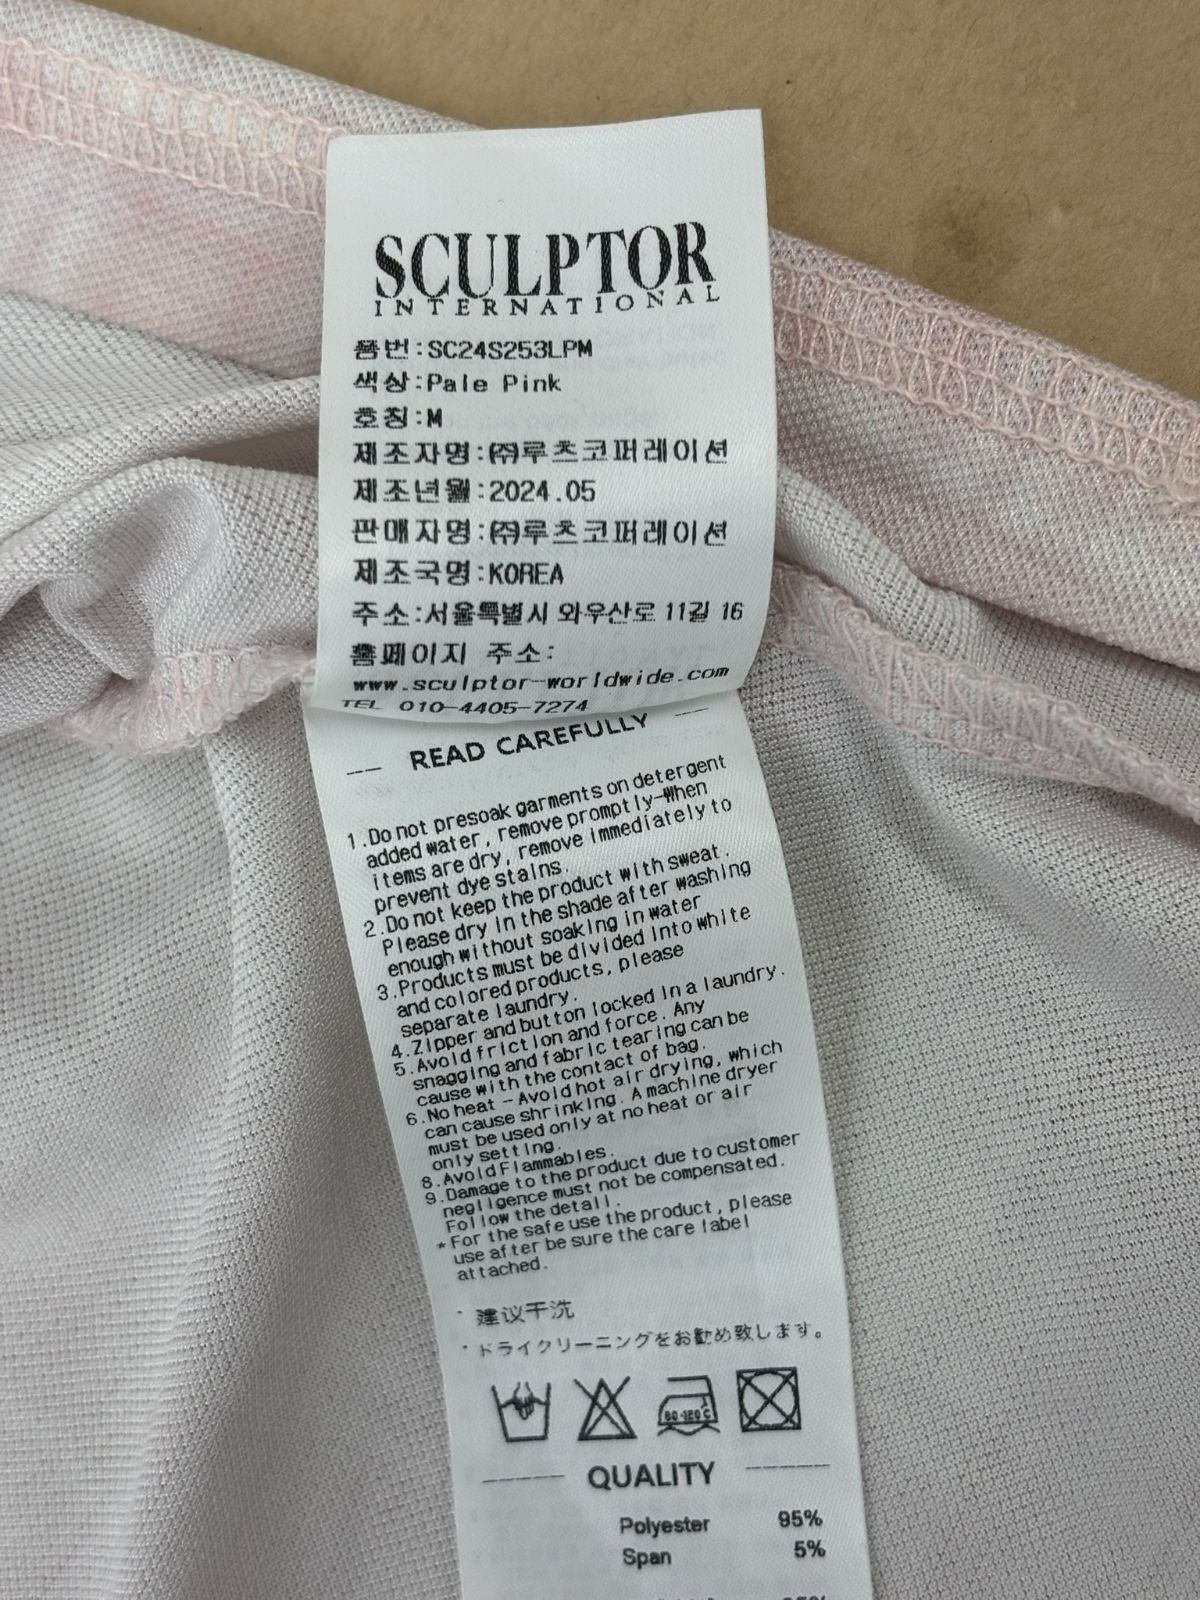 SCULPTOR
INTERNATIONAL
품번:SC24S253LPM
색상:Pale Pink
호칭:M
제조자명:㈜루츠코퍼레이션
제조년월:2024.05
판매자명:㈜루츠코퍼레이션
제조국명:KOREA
주소:서울특별시 와우산로 11길 16
홈페이지 주소:
www.sculptor-worldwide.com
TEL 010-4405-7274
READ CAREFULLY
1.Do not presoak garments on detergent
added water, remove promptly-When
items are dry, remove immediately to
prevent dye stains.
2.Do not keep the product with sweat.
Please dry in the shade after washing
enough without soaking in water
3.Products must be divided into white
and colored products, please
separate laundry.
4.Zipper and button locked in a laundry.
5.Avoid friction and force. Any
snagging and fabric tearing can be
cause with the contact of bag.
6.No heat - Avoid hot air drying, which
can cause shrinking. A machine dryer
must be used only at no heat or air
only setting.
8.Avoid Flammables.
9.Damage to the product due to customer
negligence must not be compensated.
Follow the detail.
*For the safe use the product, please
use after be sure the care label
attached.
· 建议干洗
· ドライクリーニングをお勧め致します。
80-120℃
QUALITY
Polyester 95%
Span 5%